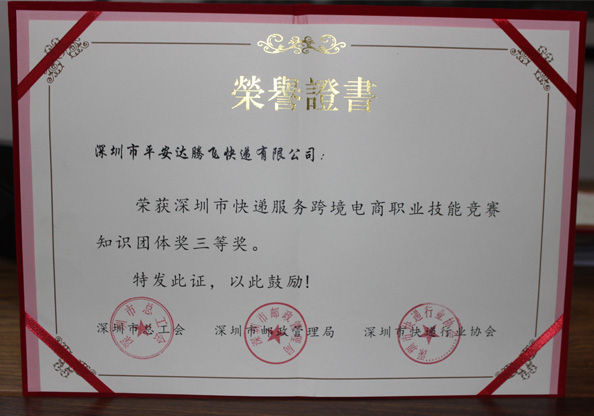 榮譽證書
深圳市平安达腾飞快递有限公司：
荣获深圳市快递服务跨境电商职业技能竞赛
知识团体奖三等奖。
特发此证，以此鼓励！
深圳市总工会 深圳市邮政管理局 深圳市快递行业协会